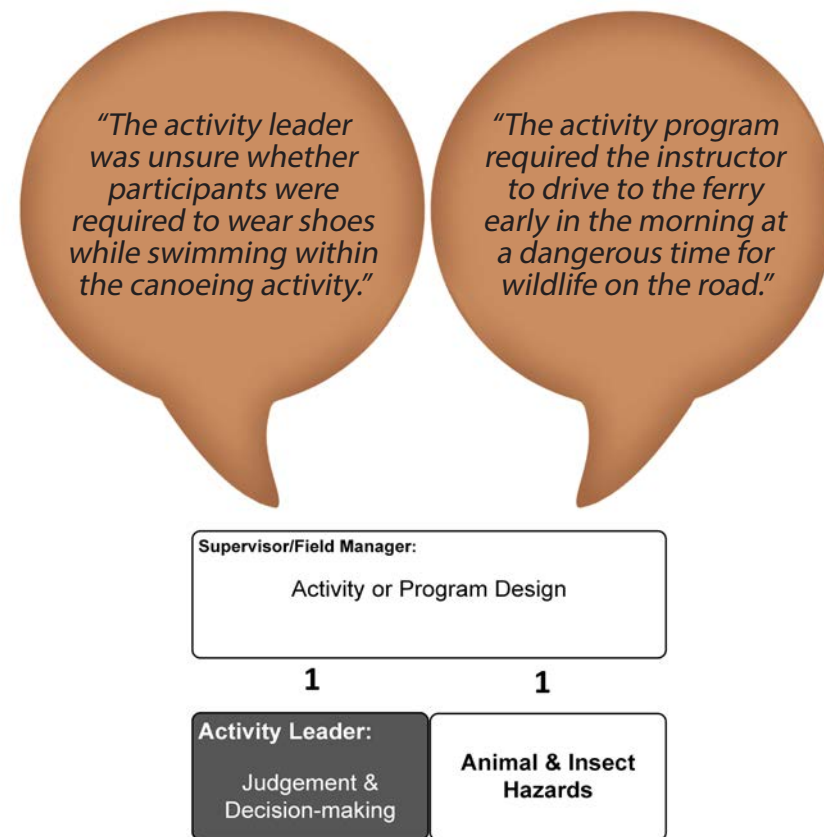 “The activity leader
was unsure whether
participants were
required to wear shoes
while swimming within
the canoeing activity.”
“The activity program
required the instructor
to drive to the ferry
early in the morning at
a dangerous time for
wildlife on the road.”
Supervisor/Field Manager:
Activity or Program Design
1
1
Activity Leader:
Judgement &
Decision-making
Animal & Insect
Hazards